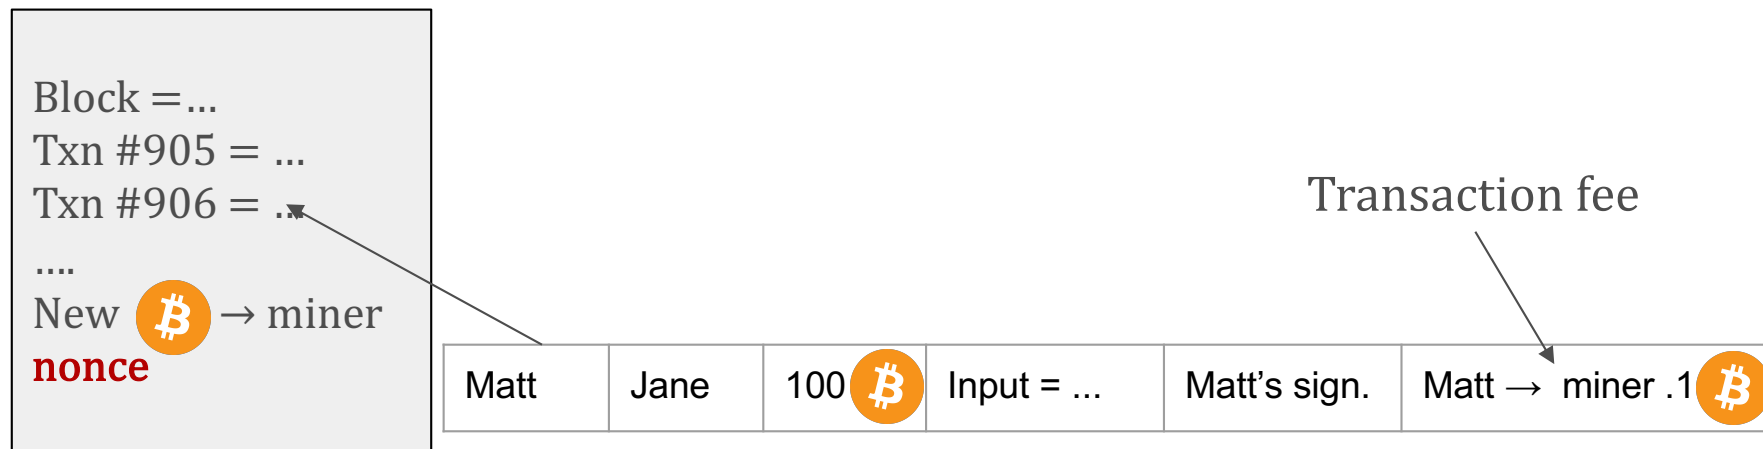 Block =...
Txn #905 = ...
Txn #906 = ...
....
New ₿ → miner
nonce
Transaction fee
Matt Jane 100 ₿ Input = ... Matt’s sign. Matt → miner .1 ₿